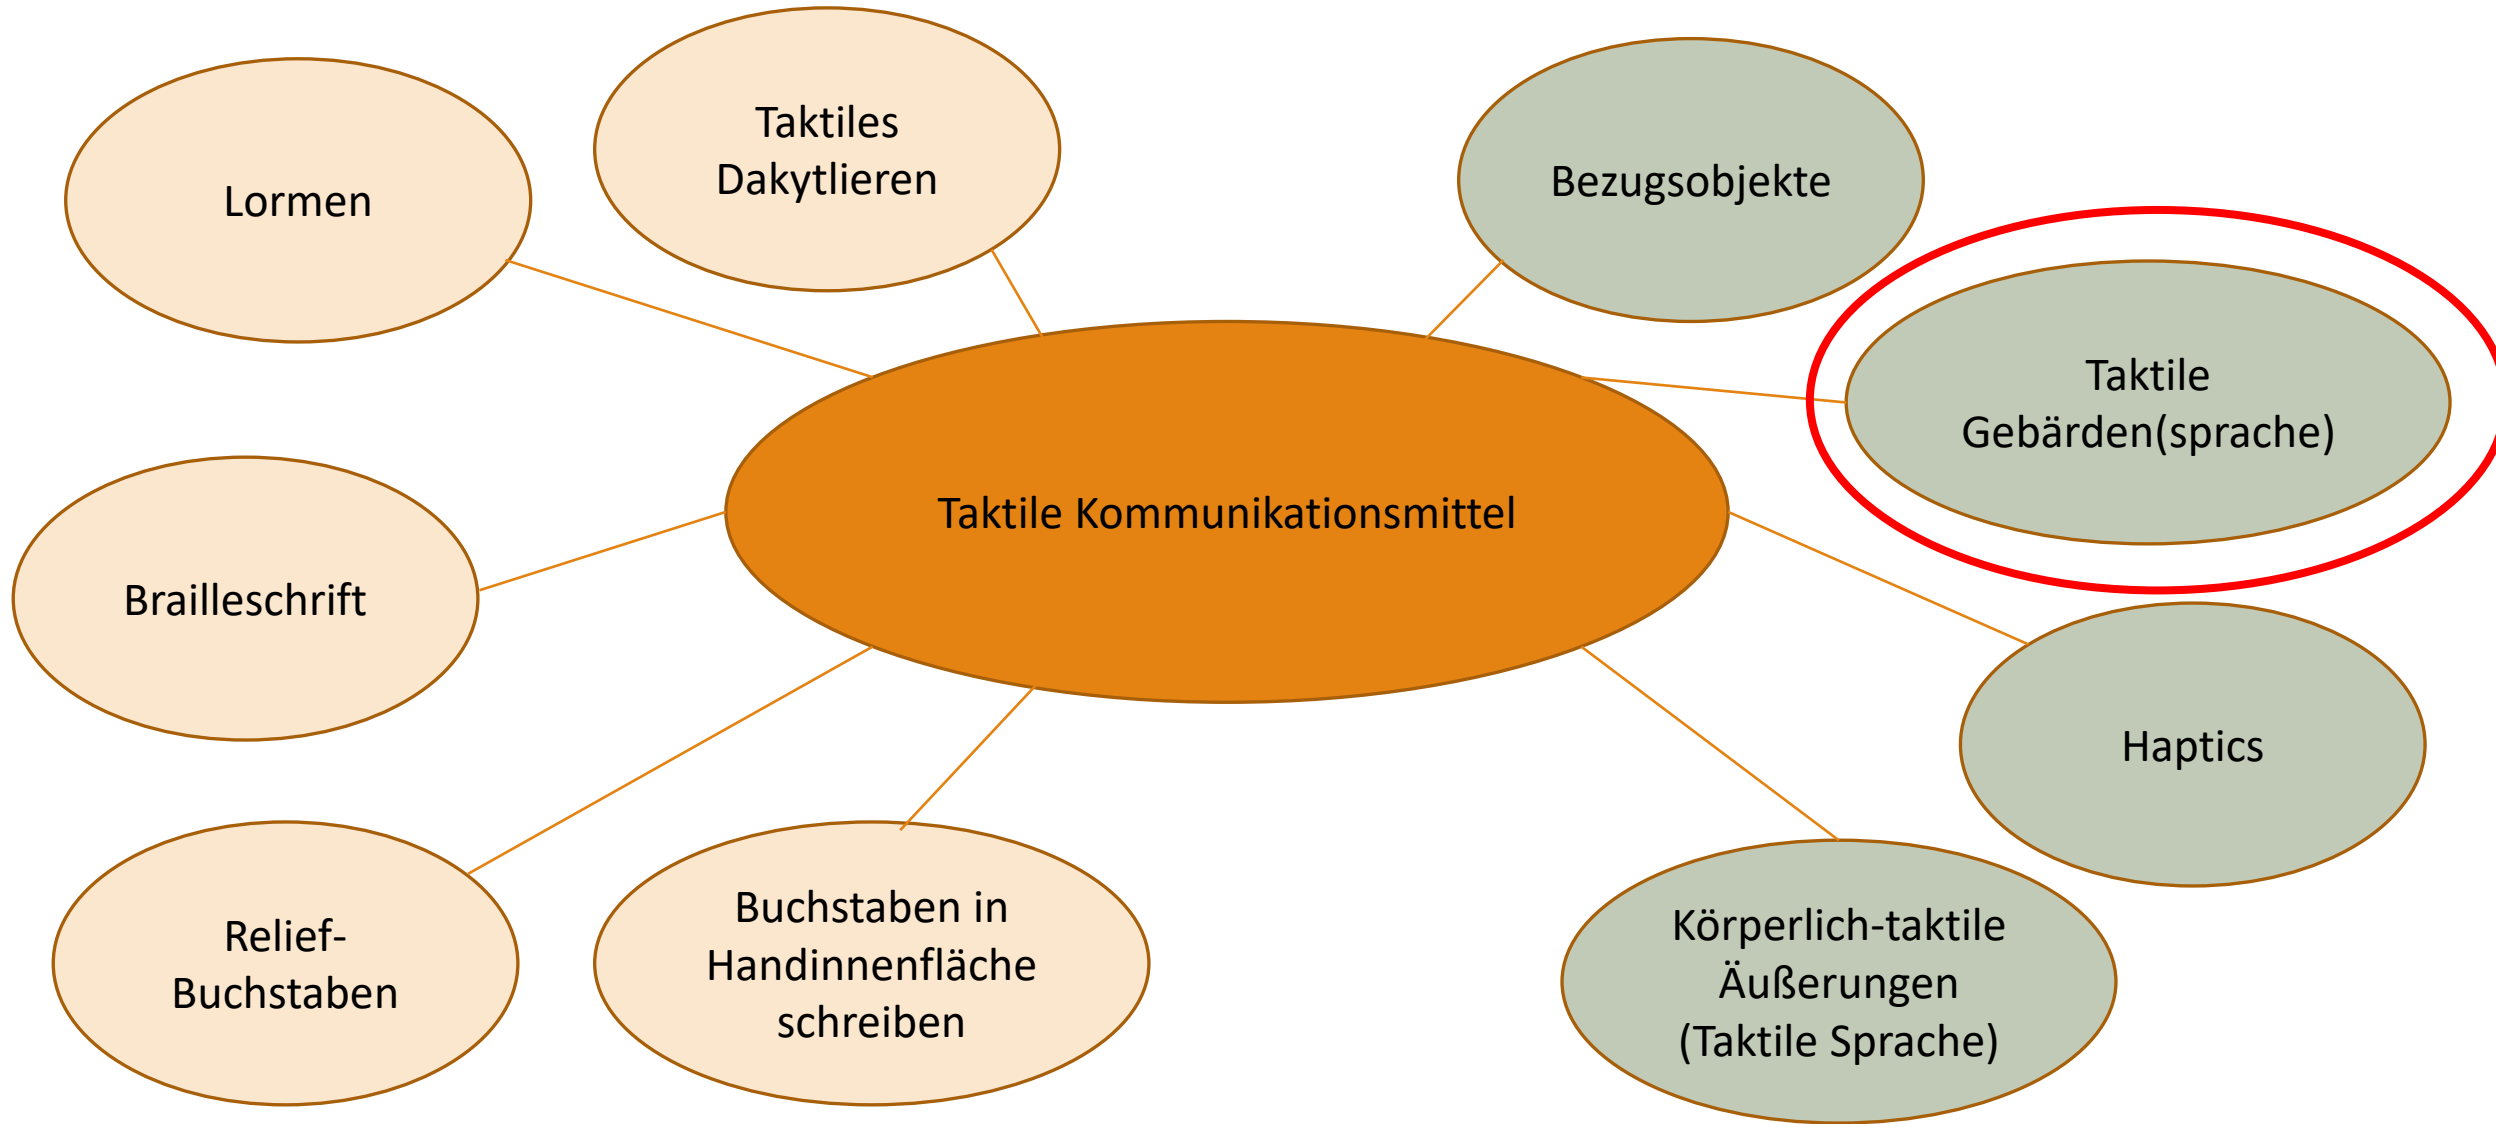 Taktiles
Dakytlieren
Lormen
Bezugsobjekte
Taktile
Gebärden(sprache)
Taktile Kommunikationsmittel
Brailleschrift
Haptics
Relief-
Buchstaben
Buchstaben in
Handinnenfläche
schreiben
Körperlich-taktile
Äußerungen
(Taktile Sprache)